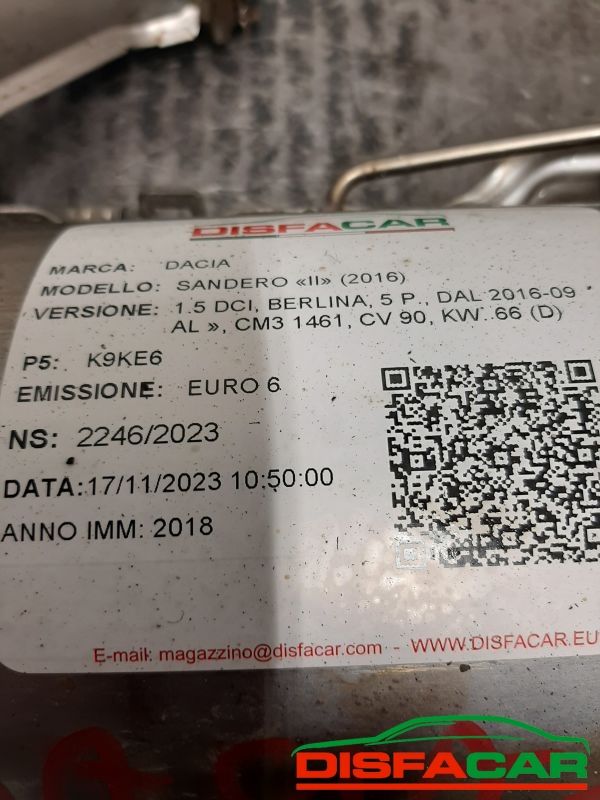 DISFACAR
MARCA: DACIA
MODELLO: SANDERO «II» (2016)
VERSIONE: 1.5 DCI, BERLINA, 5 P., DAL 2016-09
AL », CM3 1461, CV 90, KW. 66 (D)
P5: K9KE6
EMISSIONE: EURO 6
NS: 2246/2023
DATA:17/11/2023 10:50:00
ANNO IMM: 2018
E-mail: magazzino@disfacar.com - WWW.DISFACAR.EU
DISFACAR